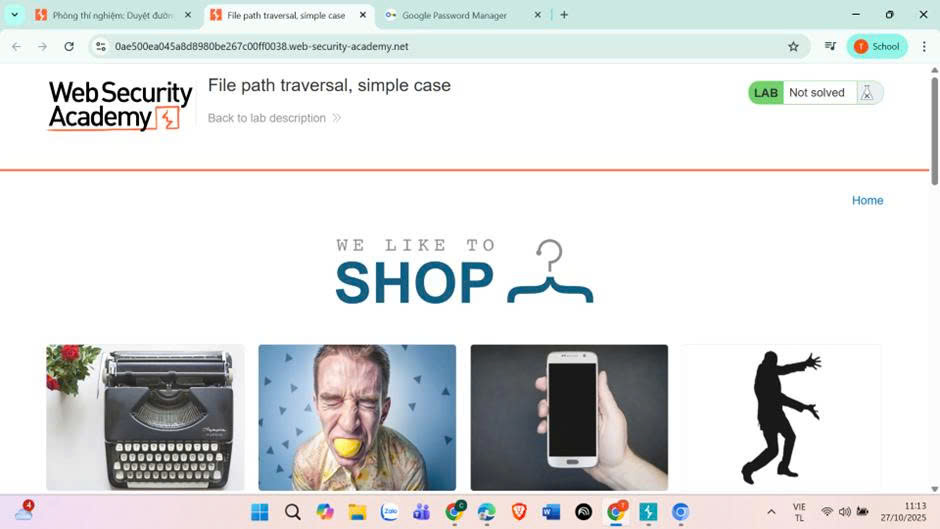 Phòng thí nghiệm: Duyệt đườn
File path traversal, simple case
Google Password Manager
0ae500ea045a8d8980be267c00ff0038.web-security-academy.net
T
School
Web Security
Academy
File path traversal, simple case
Back to lab description
LAB
Not solved
Home
WE LIKE TO
SHOP
4
Zalo
VIE
TL
11:13
27/10/2025